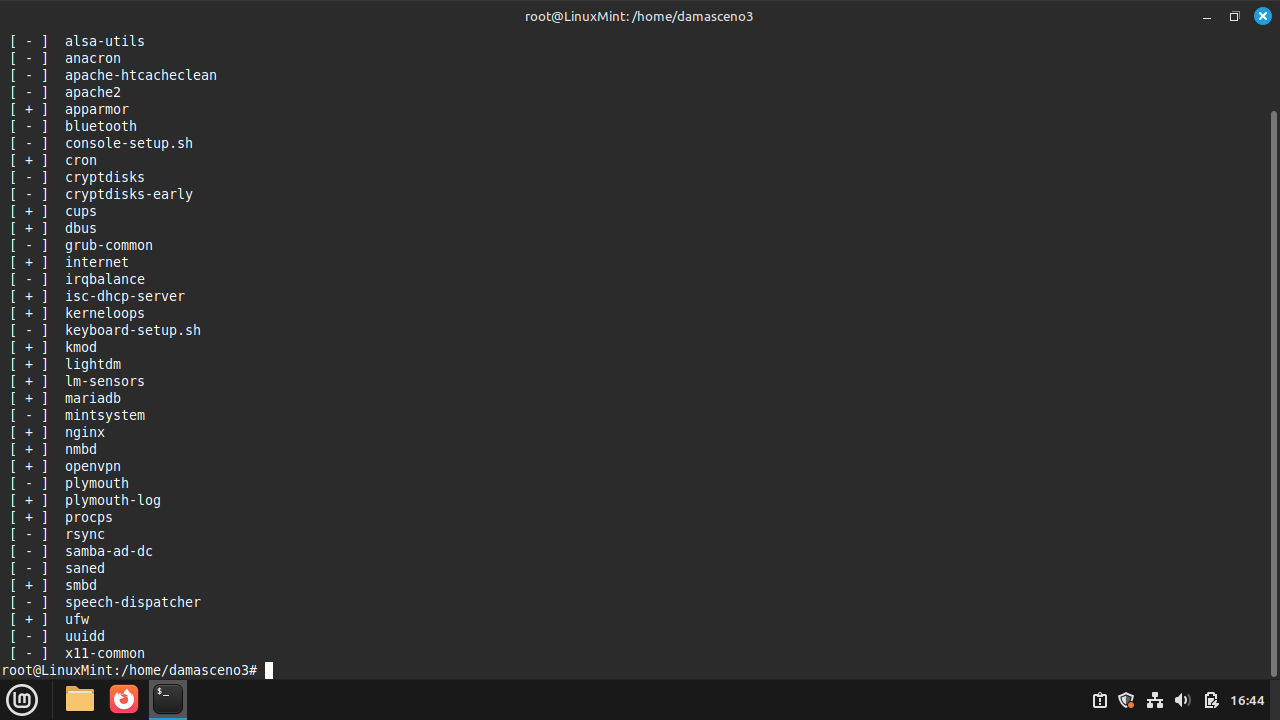 root@LinuxMint: /home/damasceno3
[ - ]  alsa-utils
[ - ]  anacron
[ - ]  apache-htcacheclean
[ - ]  apache2
[ + ]  apparmor
[ - ]  bluetooth
[ - ]  console-setup.sh
[ + ]  cron
[ - ]  cryptdisks
[ - ]  cryptdisks-early
[ + ]  cups
[ + ]  dbus
[ - ]  grub-common
[ + ]  internet
[ - ]  irqbalance
[ + ]  isc-dhcp-server
[ + ]  kerneloops
[ - ]  keyboard-setup.sh
[ + ]  kmod
[ + ]  lightdm
[ + ]  lm-sensors
[ + ]  mariadb
[ - ]  mintsystem
[ + ]  nginx
[ + ]  nmbd
[ + ]  openvpn
[ - ]  plymouth
[ + ]  plymouth-log
[ + ]  procps
[ - ]  rsync
[ - ]  samba-ad-dc
[ - ]  saned
[ + ]  smbd
[ - ]  speech-dispatcher
[ + ]  ufw
[ - ]  uuidd
[ - ]  x11-common
root@LinuxMint:/home/damasceno3#
$_
16:44